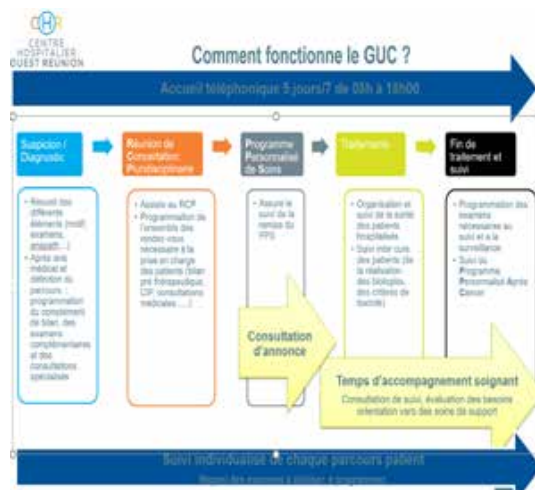 CHR
CENTRE
HOSPITALIER
OUEST REUNION
Comment fonctionne le GUC ?
Accueil téléphonique 5 jours/7 de 08h à 18h00
Suspicion /
Diagnostic
Réunion de
Concertation
Pluridisciplinaire
Programme
Personnalisé
de Soins
Traitements
Fin de
traitement et
suivi
Recueil des
différents
éléments (motif,
examens,
anapath…)
Après avis
médical et
définition du
parcours :
programmation
du complément de
bilan, des
examens
complémentaires
et des
consultations
spécialisés
Assiste au RCP
Programmation de
l'ensemble des
rendez-vous
nécessaire à la
prise en charge
des patients (bilan
pré thérapeutique,
CIP, consultations
médicales …)
Assure le
suivi de la
remise du
PPS
Organisation et
suivi de la
des patients
hospitalisés
Suivi inter cure
des patients (de
la réalisation
des biologies,
des critères de
toxicité)
Programmation des
examens
nécessaires au
suivi et à la
surveillance
Suivi du
Programme
Personnalisé Après
Cancer
Consultation
d'annonce
Temps d'accompagnement soignant
Consultation de suivi, évaluation des besoins
orientation vers des soins de support
Suivi individualisé de chaque parcours patient